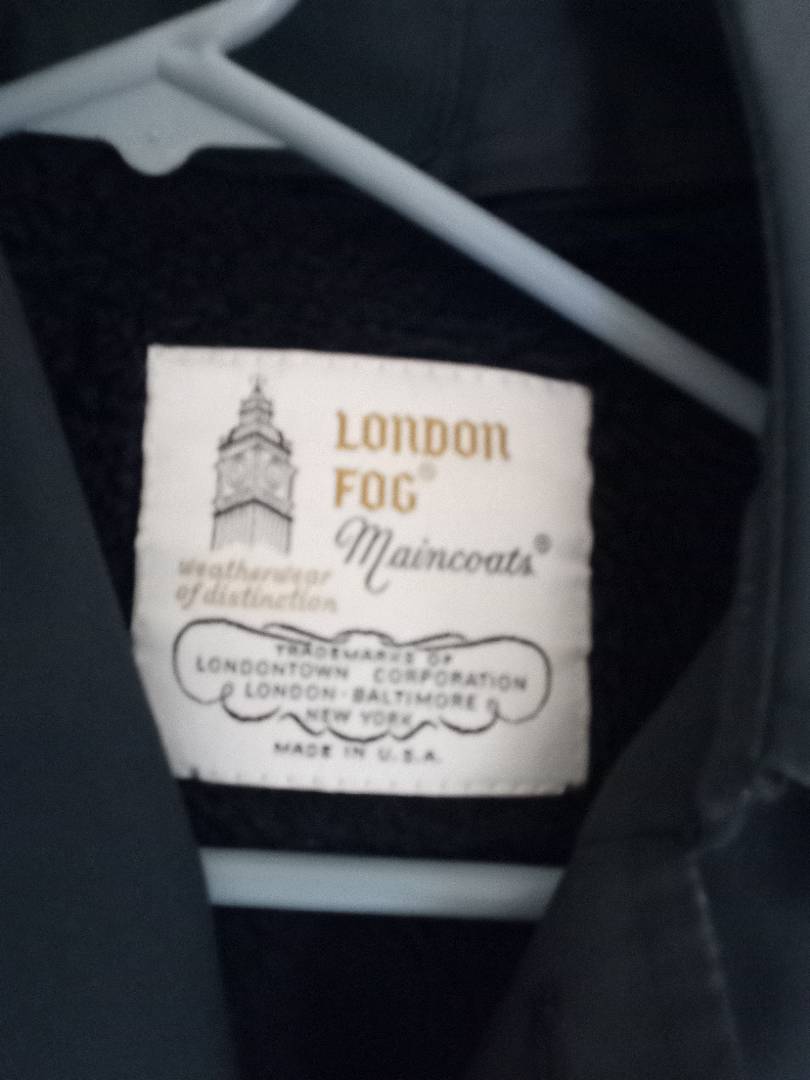 LONDON
FOG®
Maincoats®
weatherwear
of distinction
TRADEMARKS OF
LONDONTOWN CORPORATION
LONDON · BALTIMORE
NEW YORK
MADE IN U.S.A.